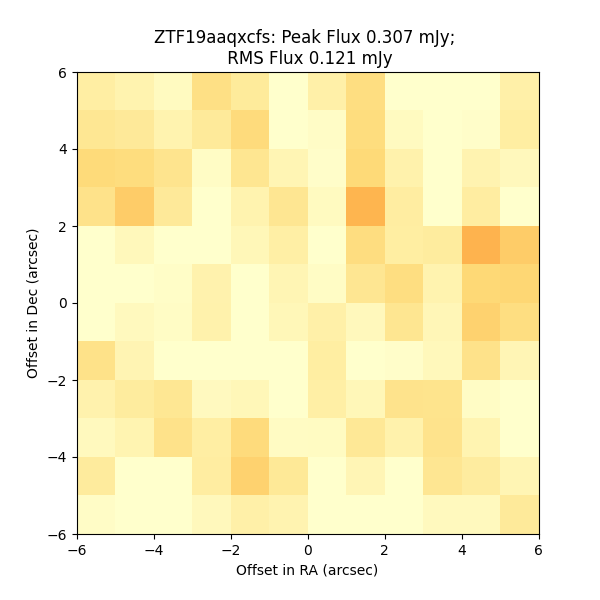 ZTF19aaqxcfs: Peak Flux 0.307 mJy;
RMS Flux 0.121 mJy
6
4
2
0
−2
−4
−6
Offset in Dec (arcsec)
−6 −4 −2 0 2 4 6
Offset in RA (arcsec)